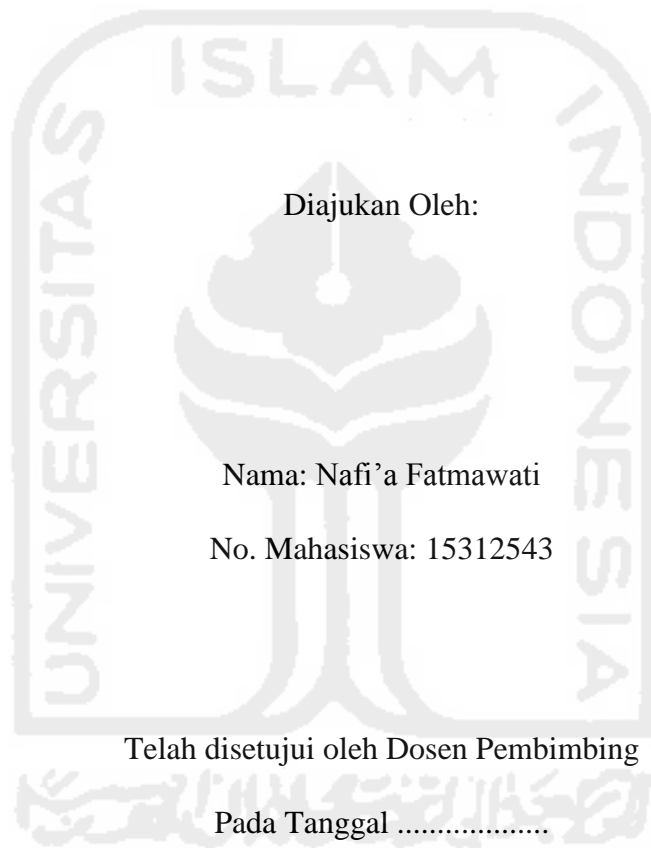 ISLAM
UNIVERSITAS
INDONESIA
Diajukan Oleh:
Nama: Nafi’a Fatmawati
No. Mahasiswa: 15312543
Telah disetujui oleh Dosen Pembimbing
Pada Tanggal ...................